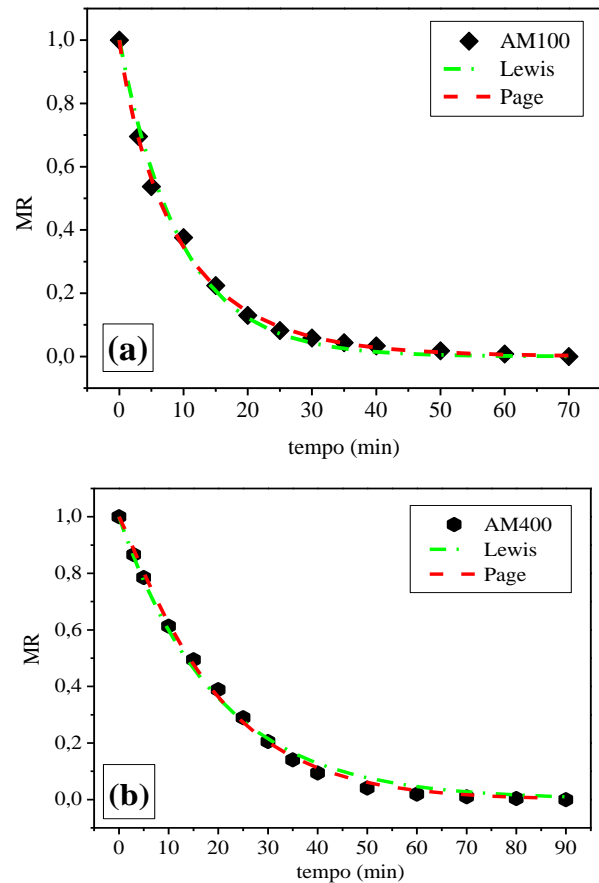 1,0
0,8
0,6
0,4
0,2
0,0
MR
AM100
Lewis
Page
(a)
0 10 20 30 40 50 60 70
tempo (min)
1,0
0,8
0,6
0,4
0,2
0,0
MR
AM400
Lewis
Page
(b)
0 10 20 30 40 50 60 70 80 90
tempo (min)